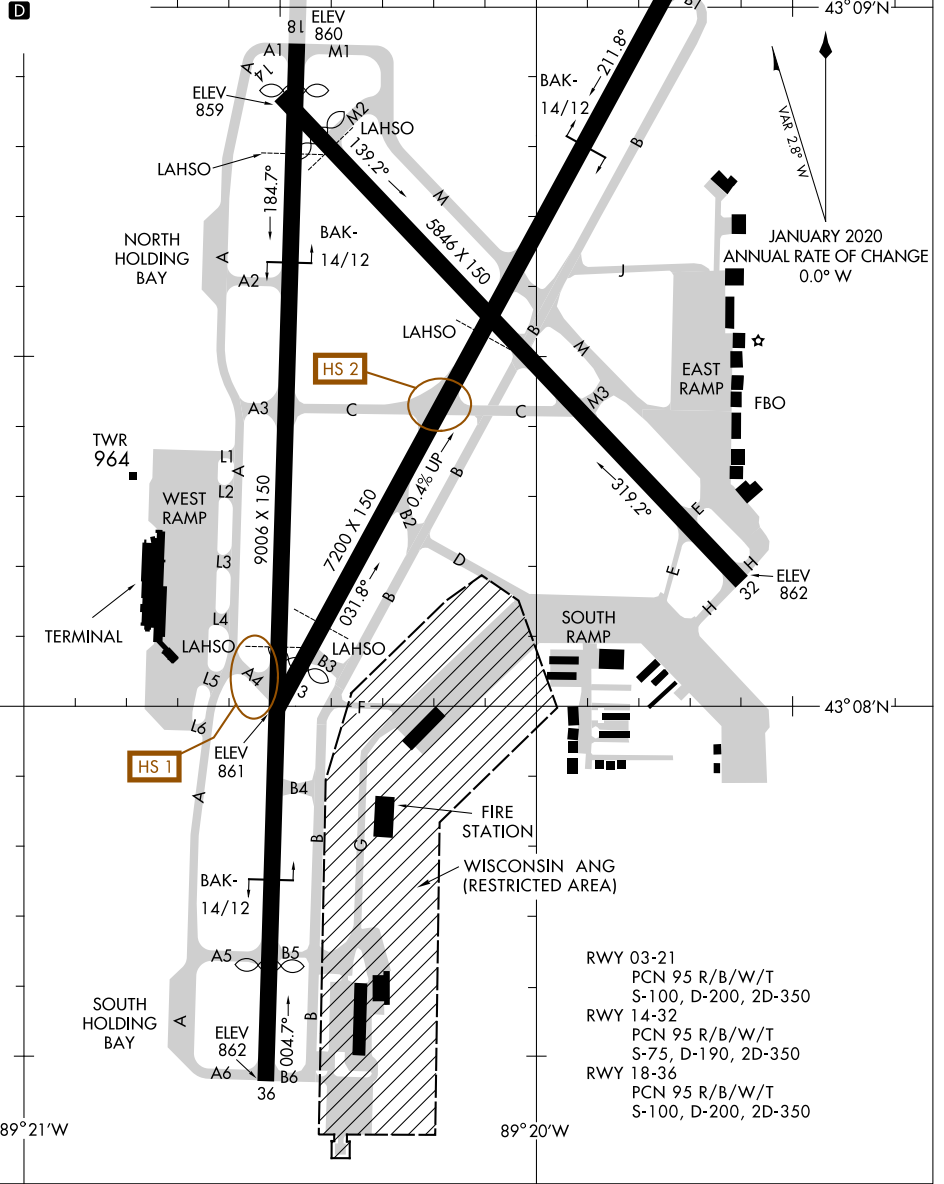 D
43°09'N
18
ELEV
860
A1
M1
A
14
ELEV
859
M2
LAHSO
LAHSO
139.2°
184.7°
BAK-
14/12
211.8°
B
B
VAR 2.8° W
JANUARY 2020
ANNUAL RATE OF CHANGE
0.0° W
NORTH
HOLDING
BAY
A
A2
BAK-
14/12
M
5846 X 150
J
LAHSO
B
M
HS 2
EAST
RAMP
FBO
A3
C
C
M3
TWR
964
L1
A
L2
WEST
RAMP
9006 X 150
7200 X 150
0.4% UP
B
B2
319.2°
E
L3
D
E
H
ELEV
862
32
H
031.8°
B
L4
TERMINAL
SOUTH
RAMP
LAHSO
LAHSO
A4
B3
L5
3
F
43°08'N
L6
ELEV
861
HS 1
A
B4
B
G
FIRE
STATION
WISCONSIN ANG
(RESTRICTED AREA)
BAK-
14/12
A5
B5
SOUTH
HOLDING
BAY
A
B
ELEV
862
004.7°
A6
B6
36
RWY 03-21
PCN 95 R/B/W/T
S-100, D-200, 2D-350
RWY 14-32
PCN 95 R/B/W/T
S-75, D-190, 2D-350
RWY 18-36
PCN 95 R/B/W/T
S-100, D-200, 2D-350
89°21'W
89°20'W